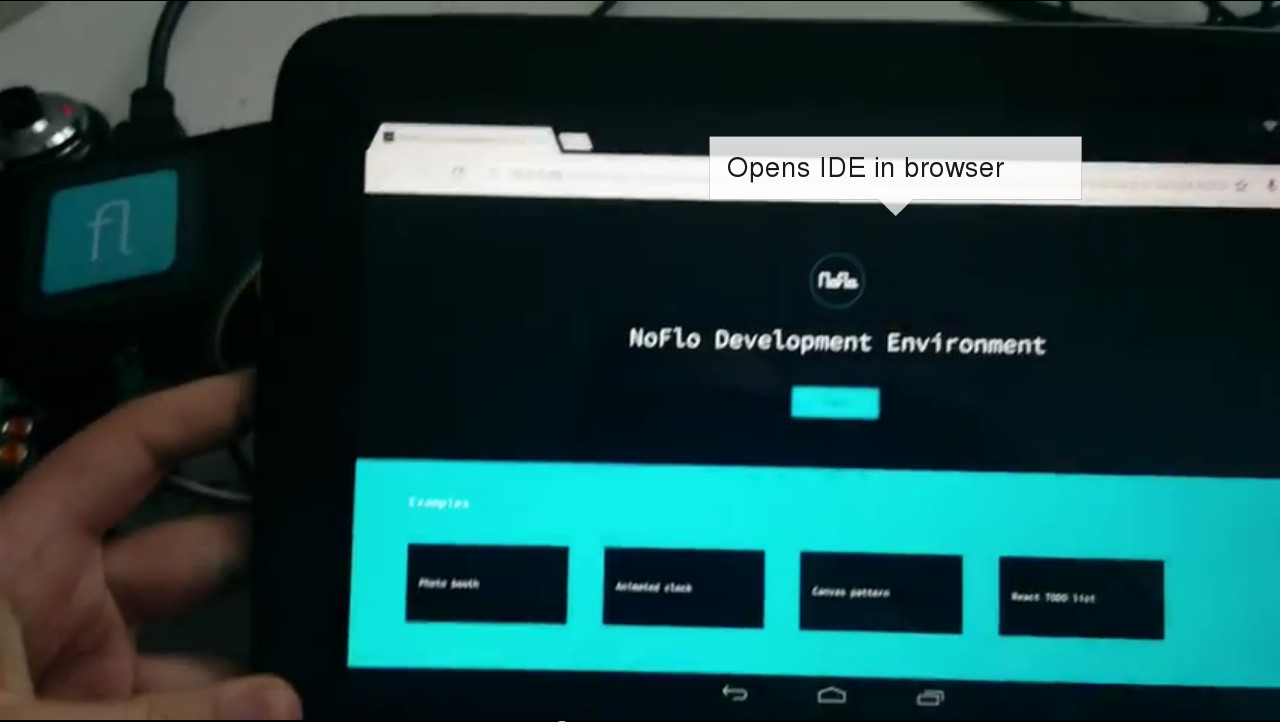 Opens IDE in browser
fl
NoFlo
NoFlo Development Environment
Examples
Photo booth
Animated clock
Canvas pattern
React TODO list